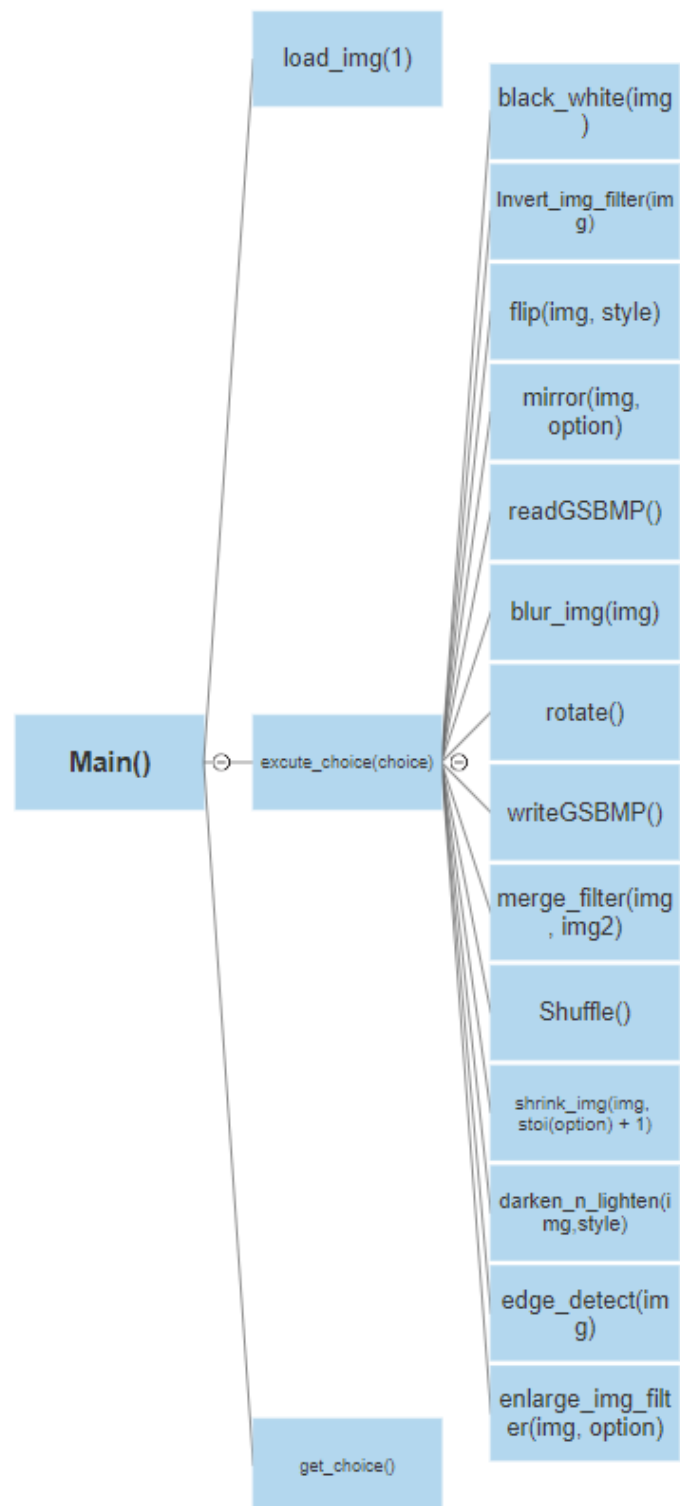 load_img(1)
black_white(img
)
Invert_img_filter(im
g)
flip(img, style)
mirror(img,
option)
readGSBMP()
blur_img(img)
rotate()
Main()
excute_choice(choice)
writeGSBMP()
merge_filter(img
, img2)
Shuffle()
shrink_img(img,
stoi(option) + 1)
darken_n_lighten(i
mg,style)
edge_detect(im
g)
enlarge_img_filt
er(img, option)
get_choice()